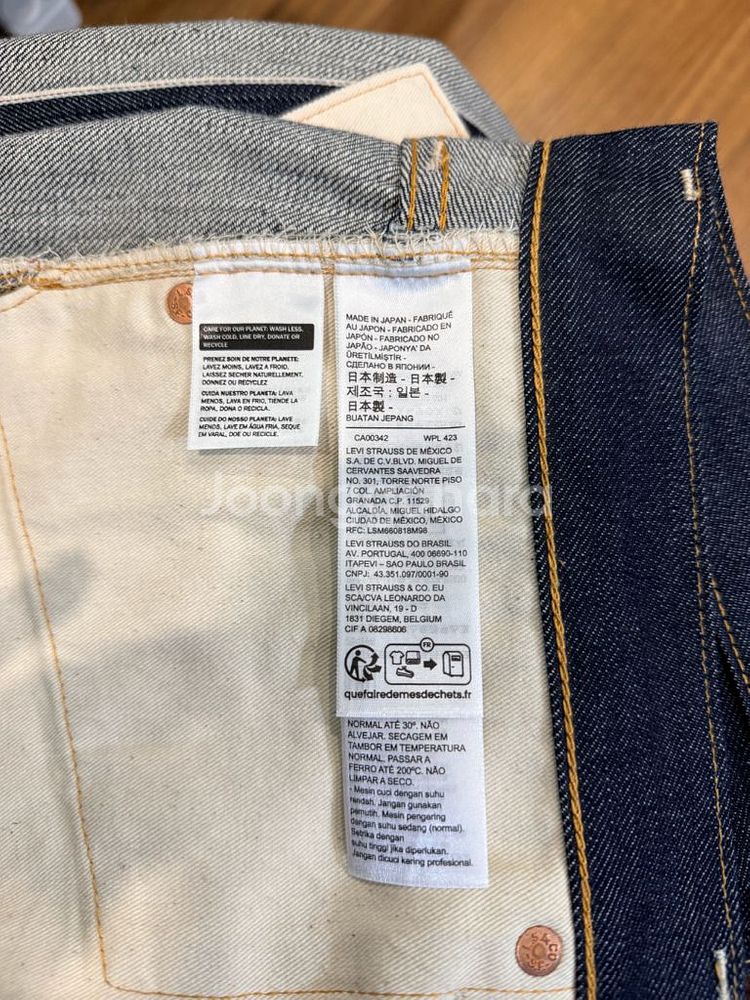 CARE FOR OUR PLANET: WASH LESS,
WASH COLD, LINE DRY, DONATE OR
RECYCLE
PRENEZ SOIN DE NOTRE PLANETE:
LAVEZ MOINS, LAVEZ A FROID,
LAISSEZ SECHER NATURELLEMENT,
DONNEZ OU RECYCLEZ
CUIDA NUESTRO PLANETA: LAVA
MENOS, LAVA EN FRIO, TIENDE LA
ROPA, DONA O RECICLA.
CUIDE DO NOSSO PLANETA: LAVE
MENOS, LAVE EM ÁGUA FRIA, SEQUE
EM VARAL, DOE OU RECICLE.
MADE IN JAPAN - FABRIQUÉ
AU JAPON - FABRICADO EN
JAPÓN - FABRICADO NO
JAPÃO - JAPONYA' DA
ÜRETİLMİŞTİR -
СДЕЛАНО В ЯПОНИИ -
日本制造 - 日本製 -
제조국 : 일본 -
日本製 -
BUATAN JEPANG
CA00342 WPL 423
LEVI STRAUSS DE MÉXICO
S.A. DE C.V.BLVD. MIGUEL DE
CERVANTES SAAVEDRA
NO. 301, TORRE NORTE PISO
7 COL. AMPLIACIÓN
GRANADA C.P. 11529
ALCALDÍA, MIGUEL HIDALGO
CIUDAD DE MÉXICO, MÉXICO
RFC: LSM660818M98
LEVI STRAUSS DO BRASIL
AV. PORTUGAL, 400 06690-110
ITAPEVI – SAO PAULO BRASIL
CNPJ: 43.351.097/0001-90
LEVI STRAUSS & CO. EU
SCA/CVA LEONARDO DA
VINCILAAN, 19 - D
1831 DIEGEM, BELGIUM
CIF A 08298606
FR
quefairedemesdechets.fr
NORMAL ATÉ 30º. NÃO
ALVEJAR. SECAGEM EM
TAMBOR EM TEMPERATURA
NORMAL. PASSAR A
FERRO ATÉ 200ºC. NÃO
LIMPAR A SECO.
- Mesin cuci dengan suhu
rendah. Jangan gunakan
pemutih. Mesin pengering
dengan suhu sedang (normal).
Setrika dengan
suhu tinggi jika diperlukan.
Jangan dicuci kering profesional.